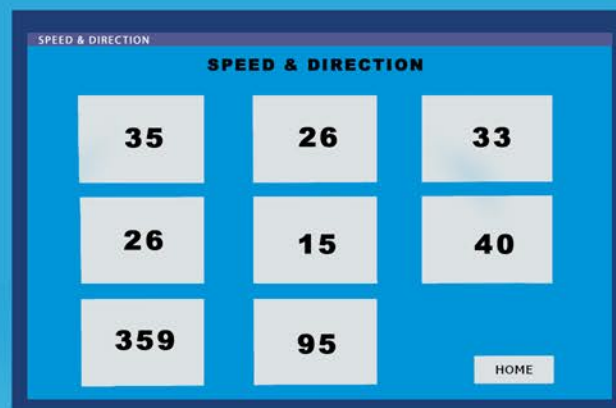 SPEED & DIRECTION
SPEED & DIRECTION
35 26 33
26 15 40
359 95
HOME